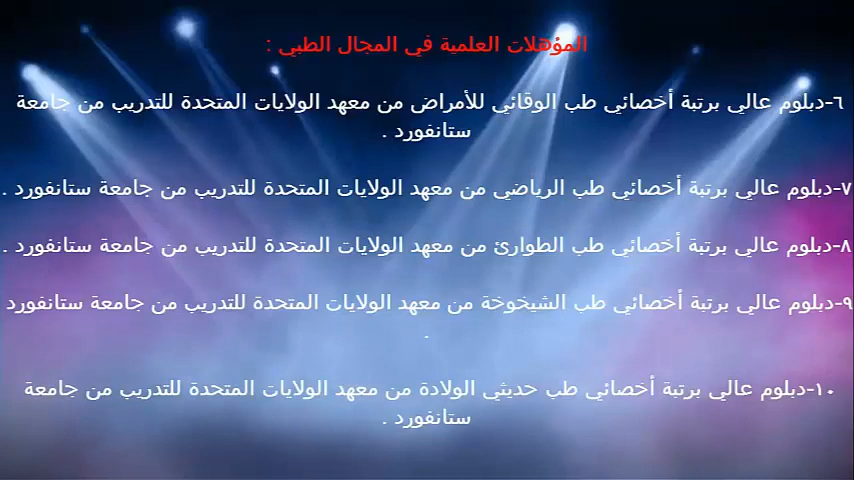 المؤهلات العلمية في المجال الطبي :
٦-دبلوم عالي برتبة أخصائي طب الوقائي للأمراض من معهد الولايات المتحدة للتدريب من جامعة
ستانفورد .
٧-دبلوم عالي برتبة أخصائي طب الرياضي من معهد الولايات المتحدة للتدريب من جامعة ستانفورد .
٨-دبلوم عالي برتبة أخصائي طب الطوارئ من معهد الولايات المتحدة للتدريب من جامعة ستانفورد .
٩-دبلوم عالي برتبة أخصائي طب الشيخوخة من معهد الولايات المتحدة للتدريب من جامعة ستانفورد
.
١٠-دبلوم عالي برتبة أخصائي طب حديثي الولادة من معهد الولايات المتحدة للتدريب من جامعة
ستانفورد .